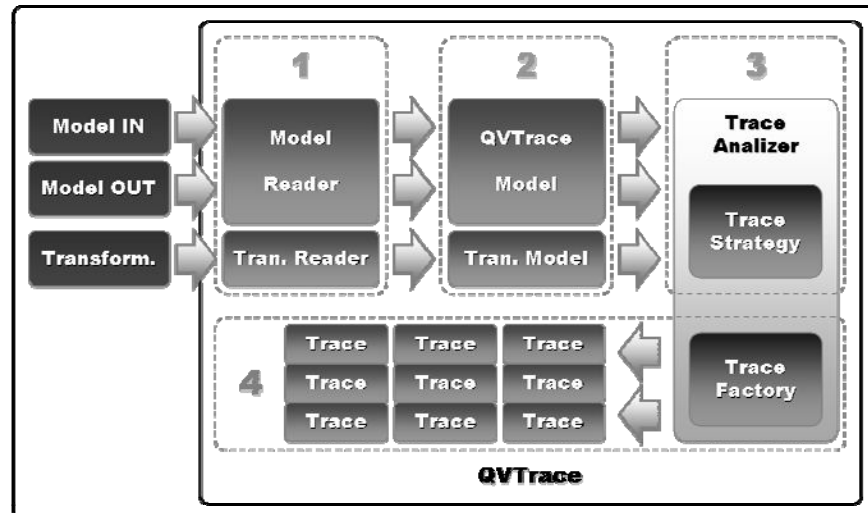 1
2
3
Model IN
Model OUT
Transform.
Model
Reader
Tran. Reader
QVTrace
Model
Tran. Model
Trace
Analizer
Trace
Strategy
4
Trace Trace Trace
Trace Trace Trace
Trace Trace Trace
Trace
Factory
QVTrace